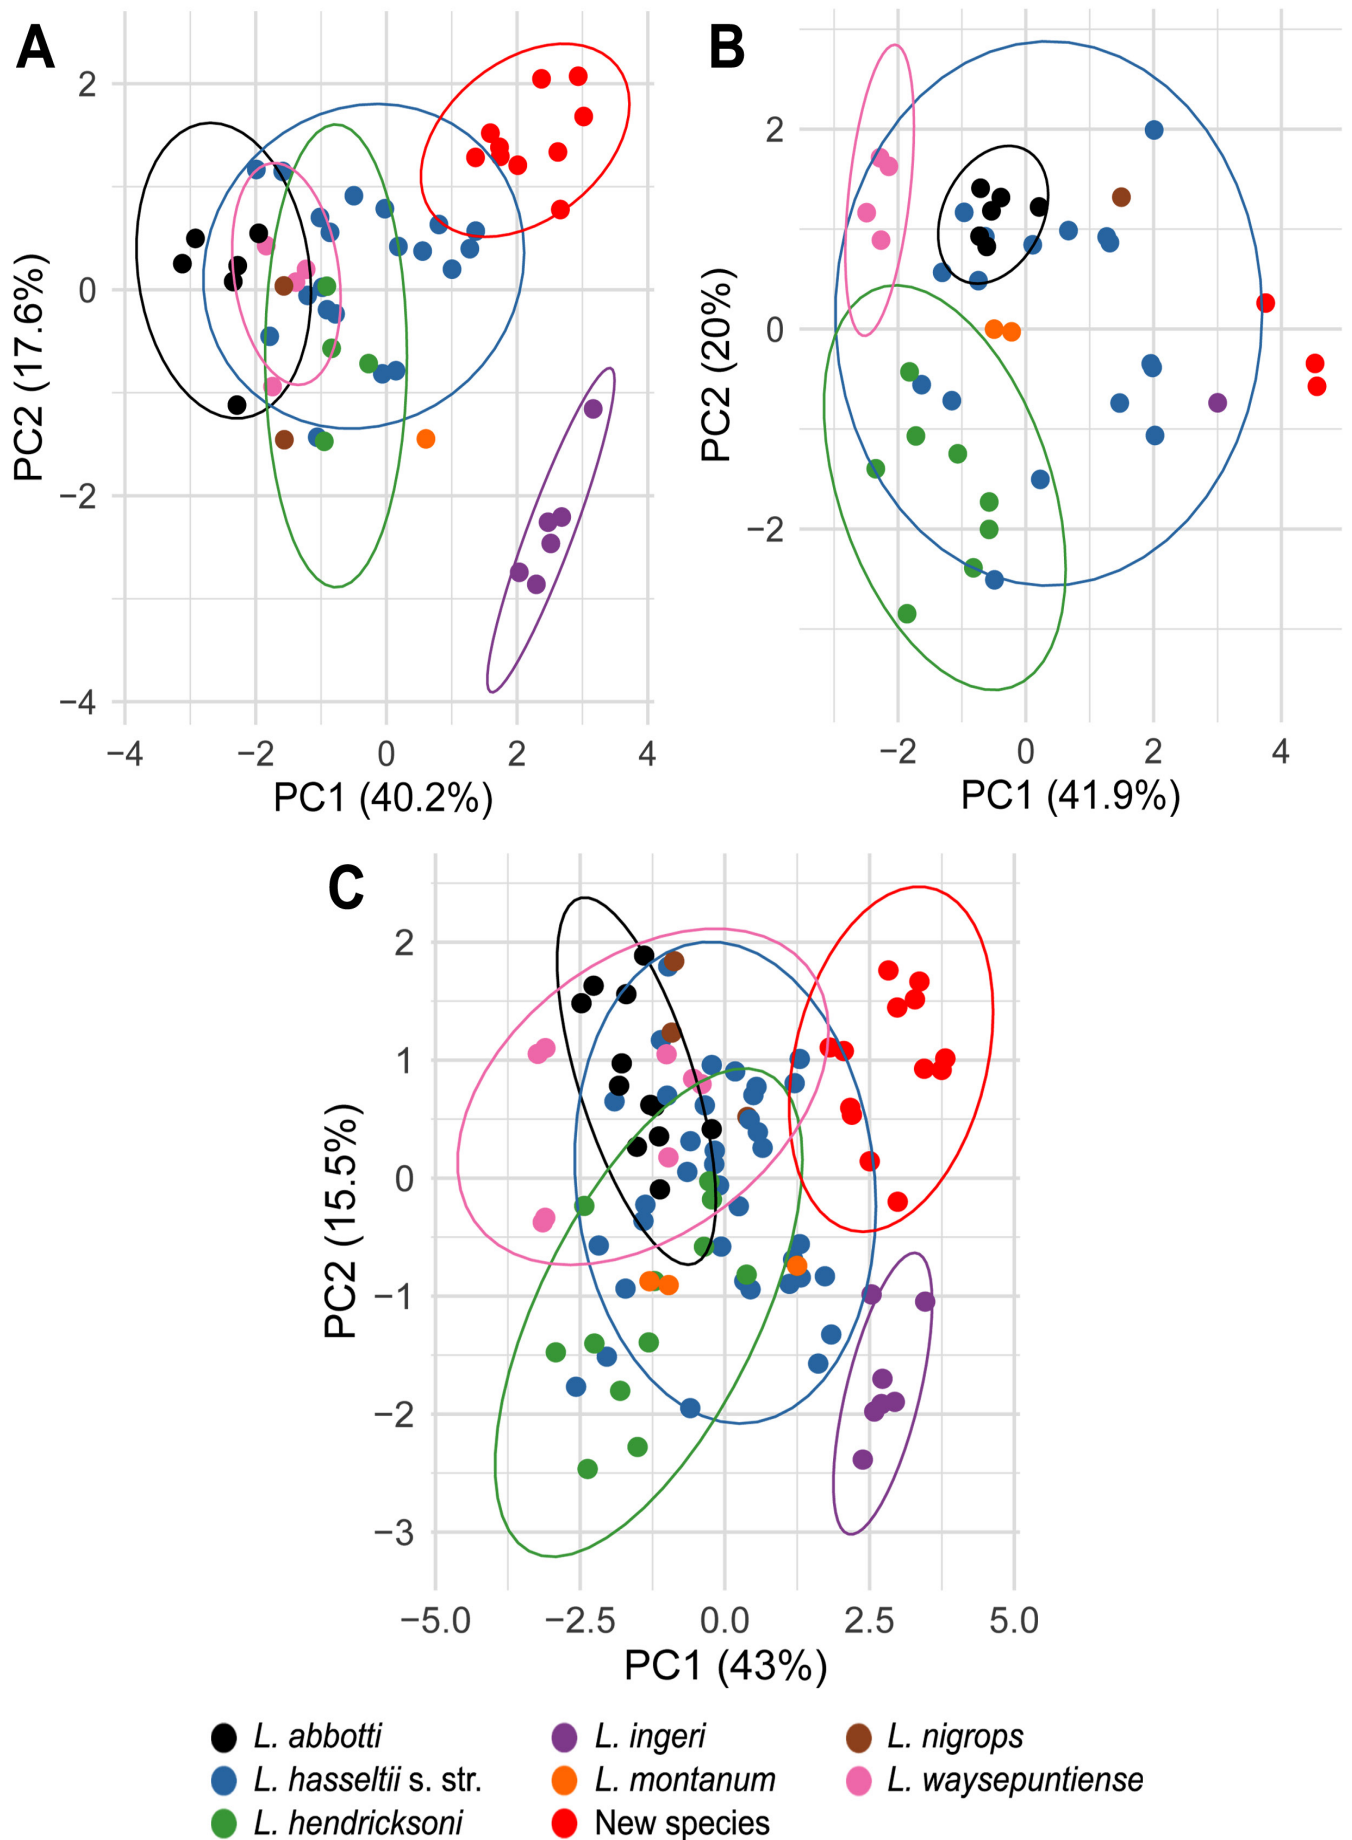 A
B
2
0
−2
−4
PC2 (17.6%)
−4 −2 0 2 4
PC1 (40.2%)
2
0
−2
PC2 (20%)
−2 0 2 4
PC1 (41.9%)
C
2
1
0
−1
−2
−3
PC2 (15.5%)
−5.0 −2.5 0.0 2.5 5.0
PC1 (43%)
L. abbotti L. ingeri L. nigrops
L. hasseltii s. str. L. montanum L. waysepuntiense
L. hendricksoni New species